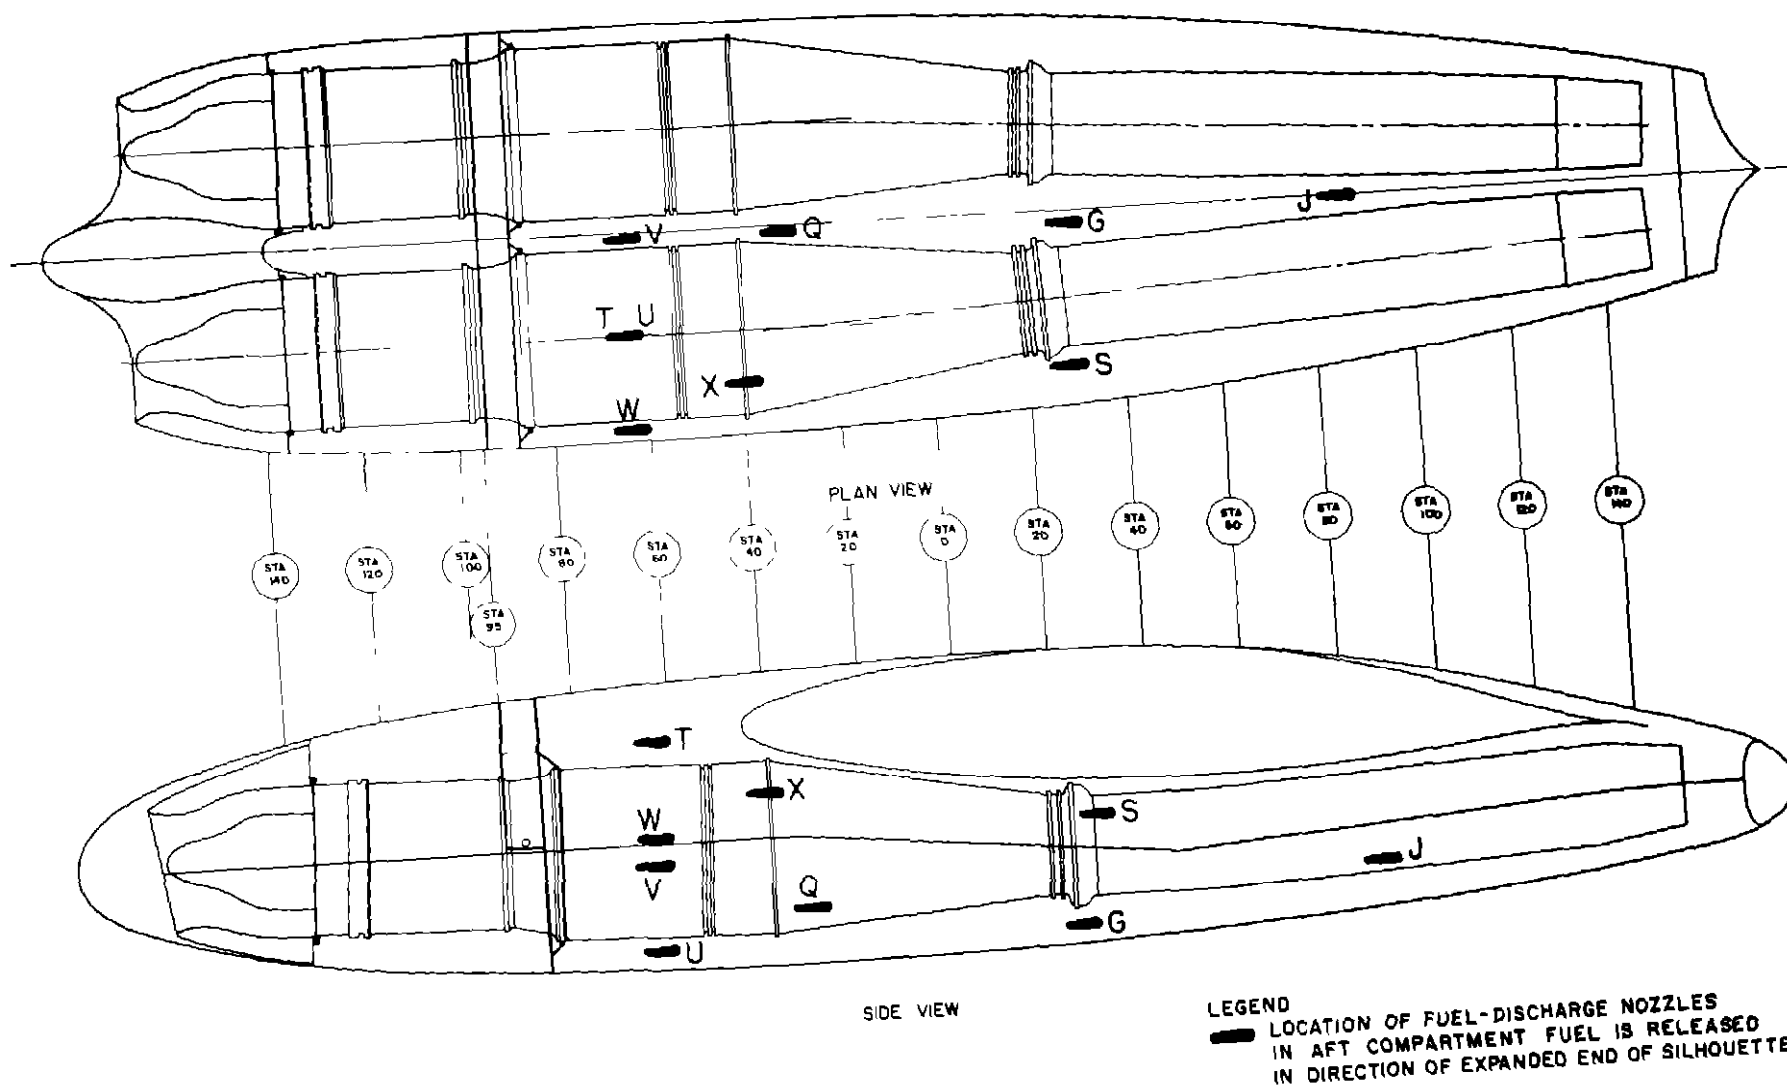 J
V
Q
G
T U
X
S
W
PLAN VIEW
STA
140
STA
120
STA
100
STA
80
STA
60
STA
40
STA
20
STA
0
STA
20
STA
40
STA
60
STA
80
STA
100
STA
120
STA
140
STA
95
T
X
W
S
V
J
Q
G
U
SIDE VIEW
LEGEND
LOCATION OF FUEL-DISCHARGE NOZZLES
IN AFT COMPARTMENT FUEL IS RELEASED
IN DIRECTION OF EXPANDED END OF SILHOUETTE